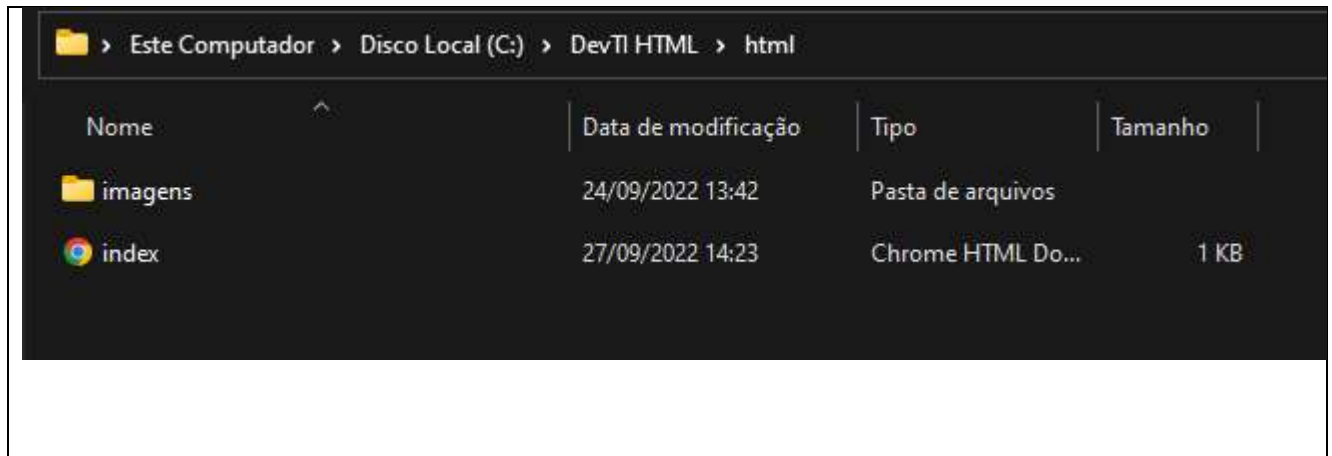 Este Computador > Disco Local (C:) > DevTI HTML > html
Nome Data de modificação Tipo Tamanho
imagens 24/09/2022 13:42 Pasta de arquivos
index 27/09/2022 14:23 Chrome HTML Do... 1 KB